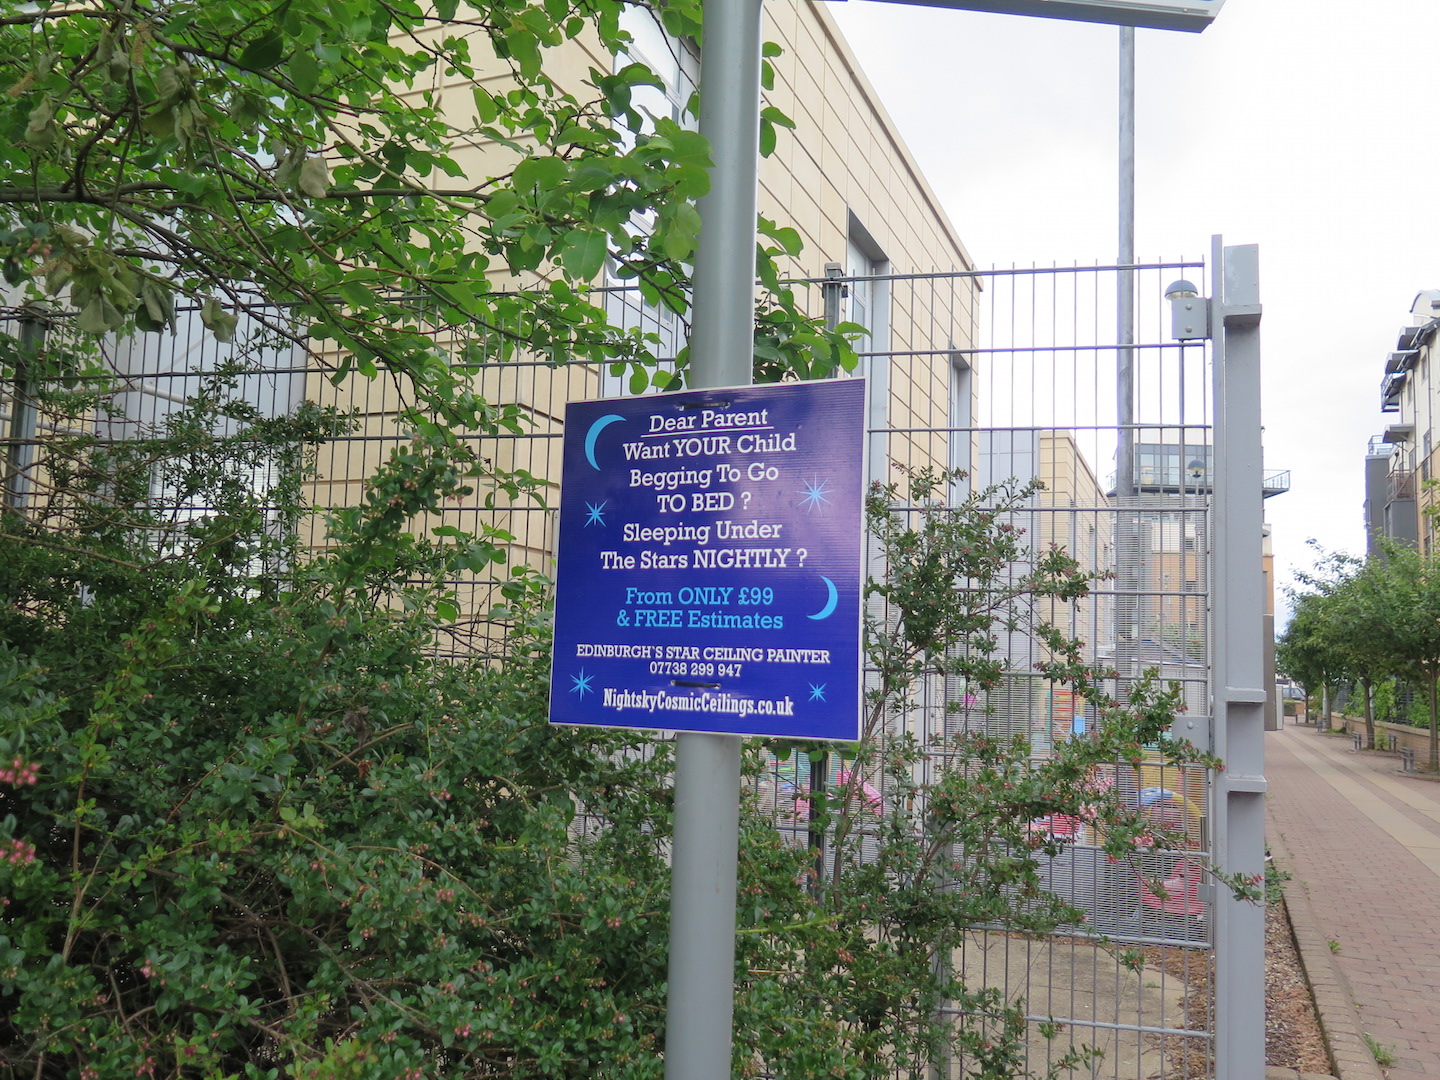 Dear Parent
Want YOUR Child
Begging To Go
TO BED ?
Sleeping Under
The Stars NIGHTLY ?
From ONLY £99
& FREE Estimates
EDINBURGH`S STAR CEILING PAINTER
07738 299 947
NightskyCosmicCeilings.co.uk